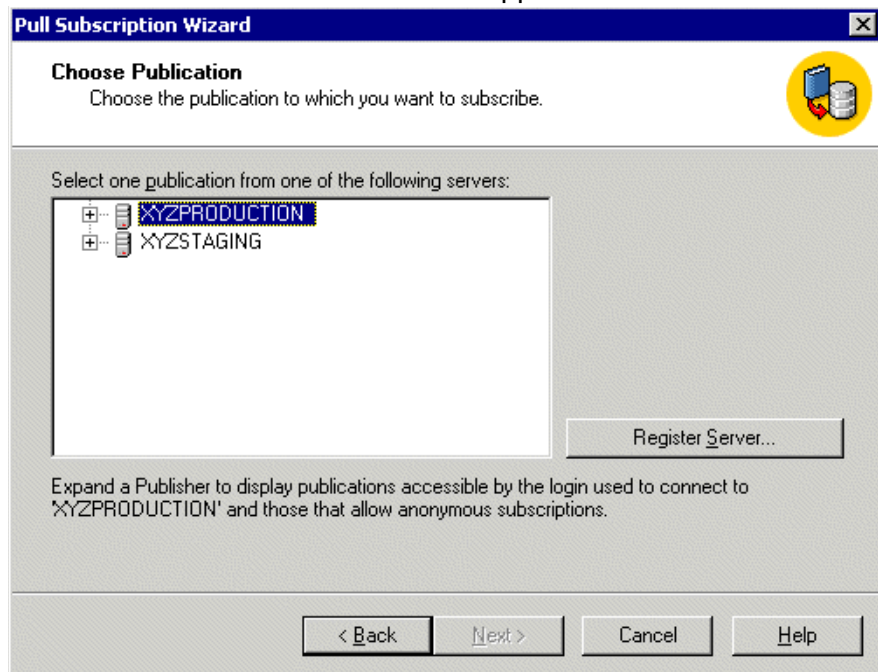 Pull Subscription Wizard
Choose Publication
Choose the publication to which you want to subscribe.
Select one publication from one of the following servers:
XYZPRODUCTION
XYZSTAGING
Register Server...
Expand a Publisher to display publications accessible by the login used to connect to
'XYZPRODUCTION' and those that allow anonymous subscriptions.
< Back Next > Cancel Help